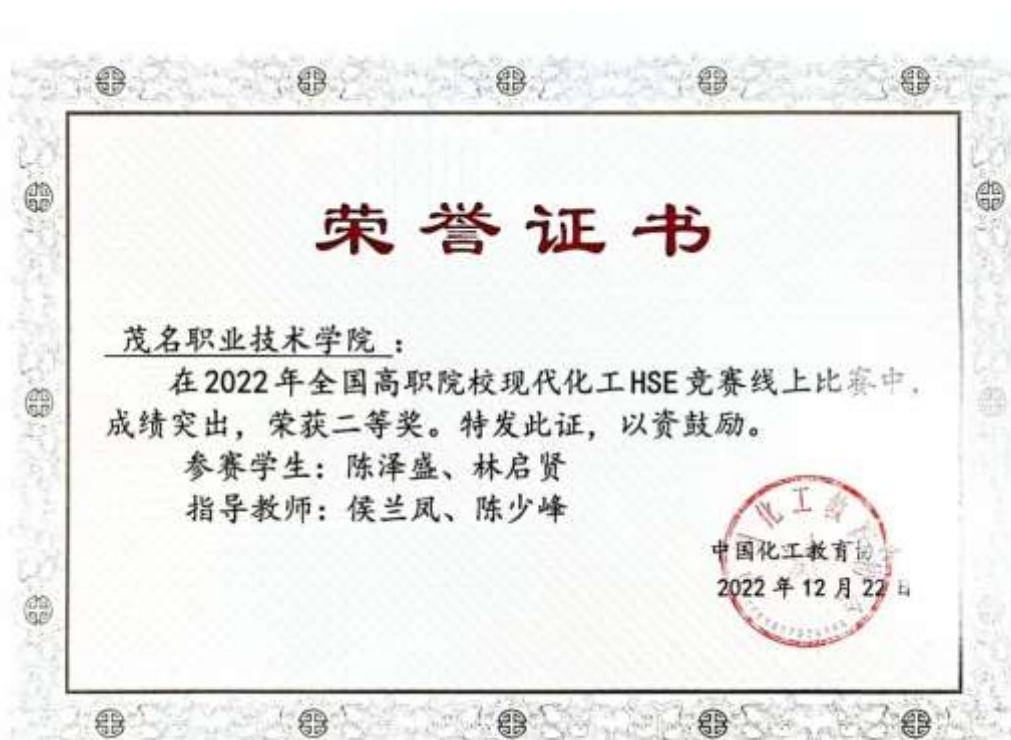 荣誉证书
茂名职业技术学院：
在2022年全国高职院校现代化工HSE竞赛线上比赛中，
成绩突出，荣获二等奖。特发此证，以资鼓励。
参赛学生：陈泽盛、林启贤
指导教师：侯兰凤、陈少峰
中国化工教育协会
2022年12月22日